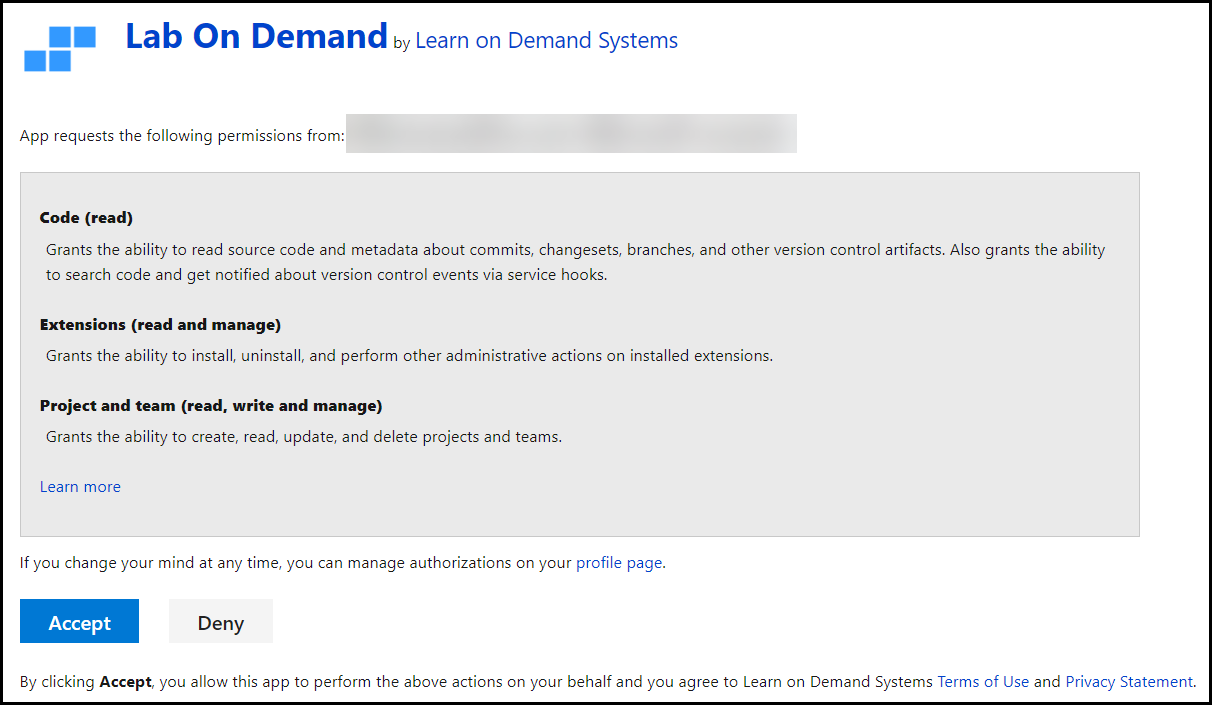 Lab On Demand by Learn on Demand Systems
App requests the following permissions from:
Code (read)
Grants the ability to read source code and metadata about commits, changesets, branches, and other version control artifacts. Also grants the ability
to search code and get notified about version control events via service hooks.
Extensions (read and manage)
Grants the ability to install, uninstall, and perform other administrative actions on installed extensions.
Project and team (read, write and manage)
Grants the ability to create, read, update, and delete projects and teams.
Learn more
If you change your mind at any time, you can manage authorizations on your profile page.
Accept Deny
By clicking Accept, you allow this app to perform the above actions on your behalf and you agree to Learn on Demand Systems Terms of Use and Privacy Statement.